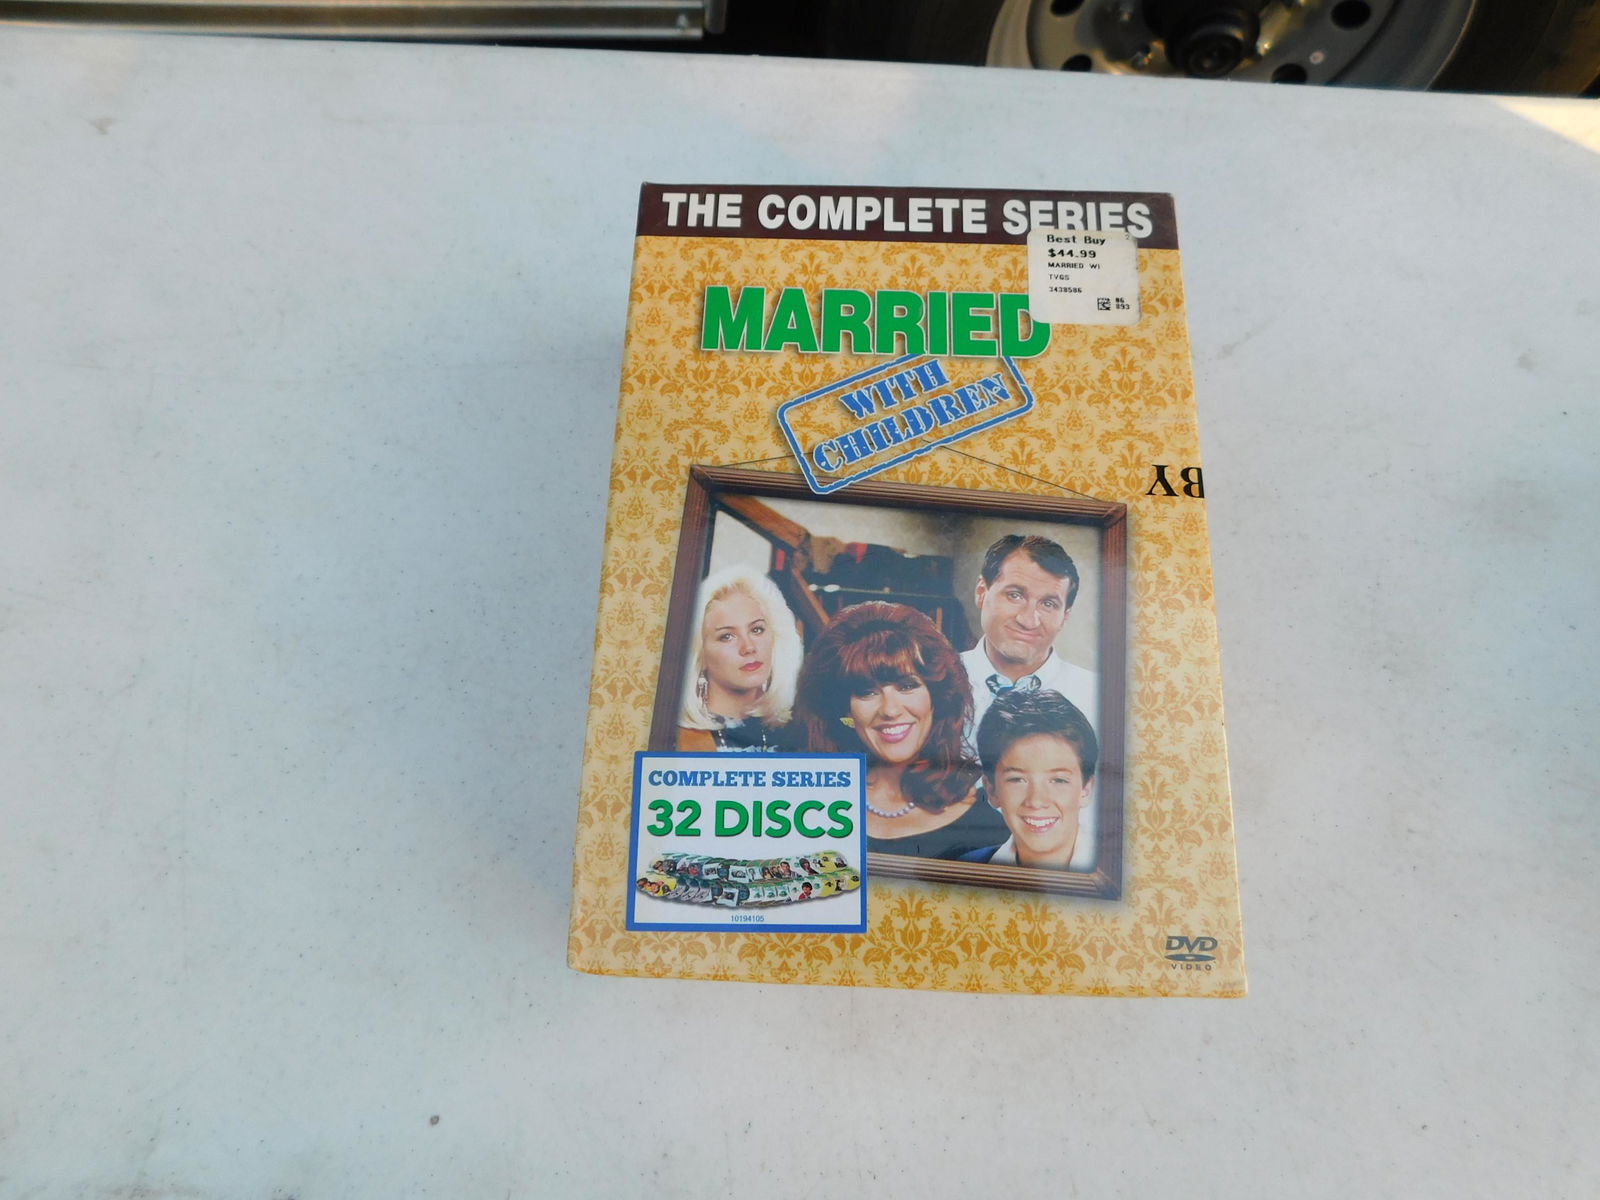 THE COMPLETE SERIES
Best Buy
$44.99
MARRIED WI
TVGS
3438586
893
MARRIED
WITH
CHILDREN
BY
COMPLETE SERIES
32 DISCS
10194105
DVD
VIDEO